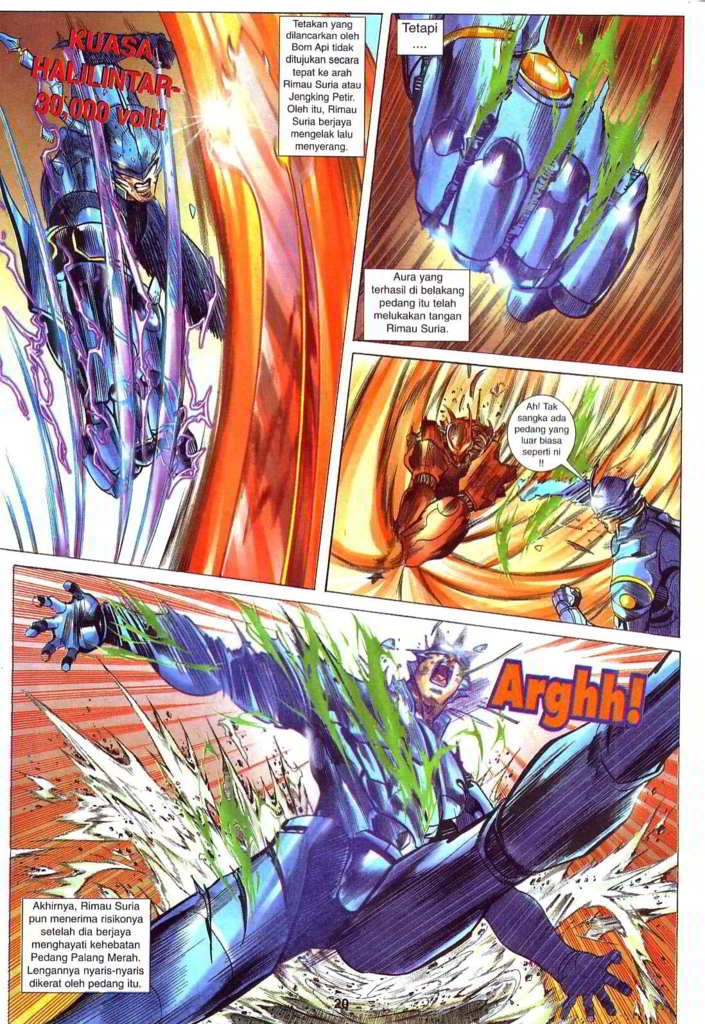 KUASA
HALILINTAR-
30,000 volt!
Tetakan yang
dilancarkan oleh
Bom Api tidak
ditujukan secara
tepat ke arah
Rimau Suria atau
Jengking Petir.
Oleh itu, Rimau
Suria berjaya
mengelak lalu
menyerang.
Tetapi
....
Aura yang
terhasil di belakang
pedang itu telah
melukakan tangan
Rimau Suria.
Ah! Tak
sangka ada
pedang yang
luar biasa
seperti ni
!!
Arghh!
Akhirnya, Rimau Suria
pun menerima risikonya
setelah dia berjaya
menghayati kehebatan
Pedang Palang Merah.
Lengannya nyaris-nyaris
dikerat oleh pedang itu.
20